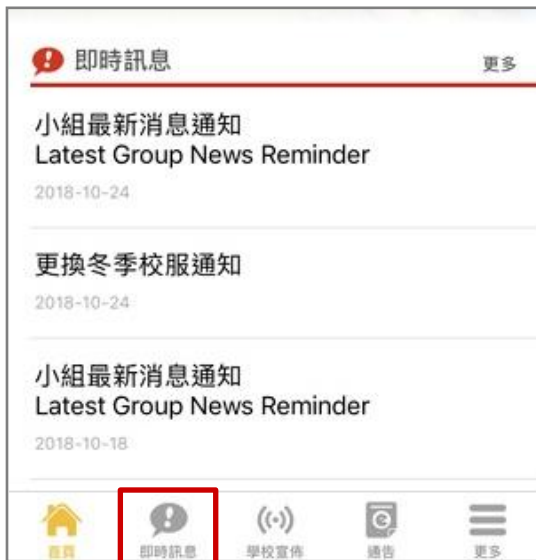 即時訊息 更多
小組最新消息通知
Latest Group News Reminder
2018-10-24
更換冬季校服通知
2018-10-24
小組最新消息通知
Latest Group News Reminder
2018-10-18
首頁 即時訊息 學校宣佈 通告 更多